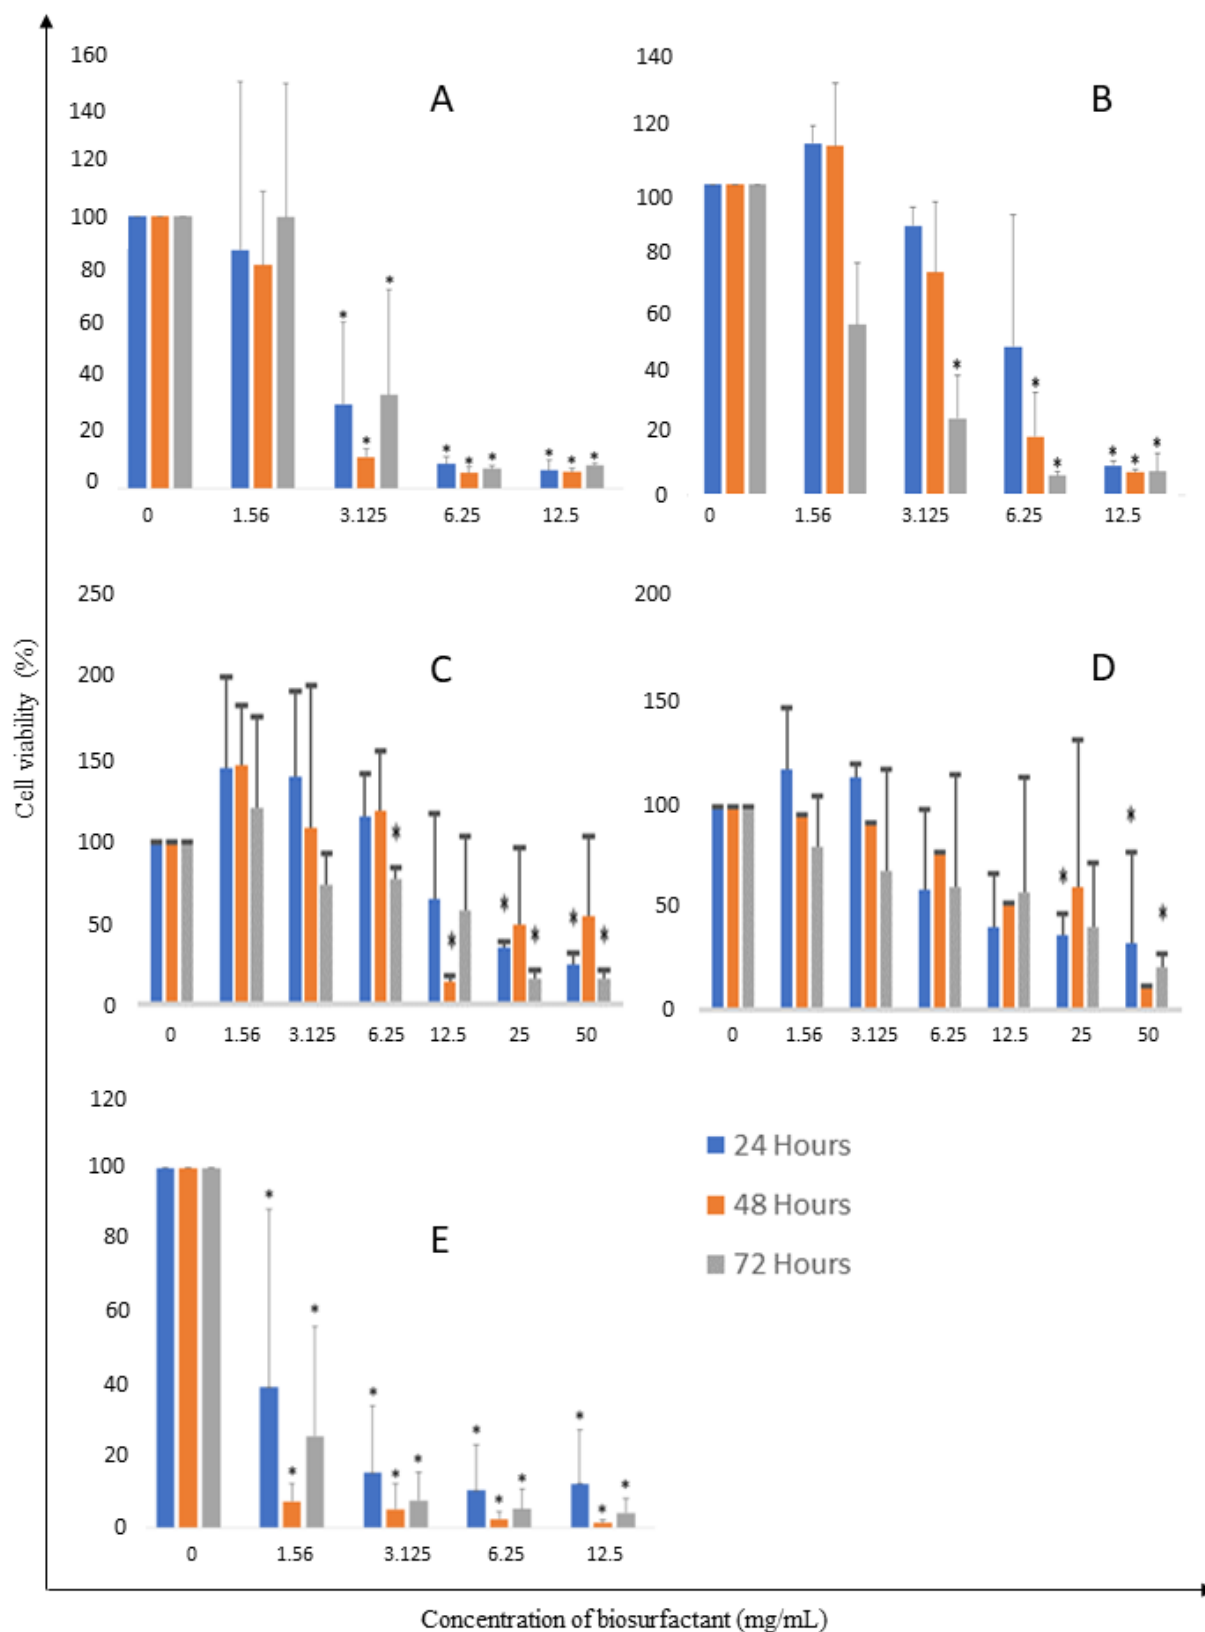 160
140
120
100
80
60
40
20
0
A
* * * * * * * * *
0 1.56 3.125 6.25 12.5
140
120
100
80
60
40
20
0
B
* * * * * *
0 1.56 3.125 6.25 12.5
Cell viability (%)
250
200
150
100
50
0
C
* * * * * *
0 1.56 3.125 6.25 12.5 25 50
200
150
100
50
0
D
* * *
0 1.56 3.125 6.25 12.5 25 50
120
100
80
60
40
20
0
E
* * * * * * * * * * * *
0 1.56 3.125 6.25 12.5
24 Hours
48 Hours
72 Hours
Concentration of biosurfactant (mg/mL)